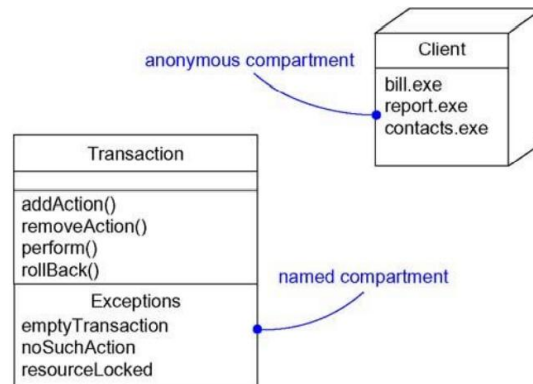 anonymous compartment
Client
bill.exe
report.exe
contacts.exe
Transaction
addAction()
removeAction()
perform()
rollBack()
Exceptions
emptyTransaction
noSuchAction
resourceLocked
named compartment